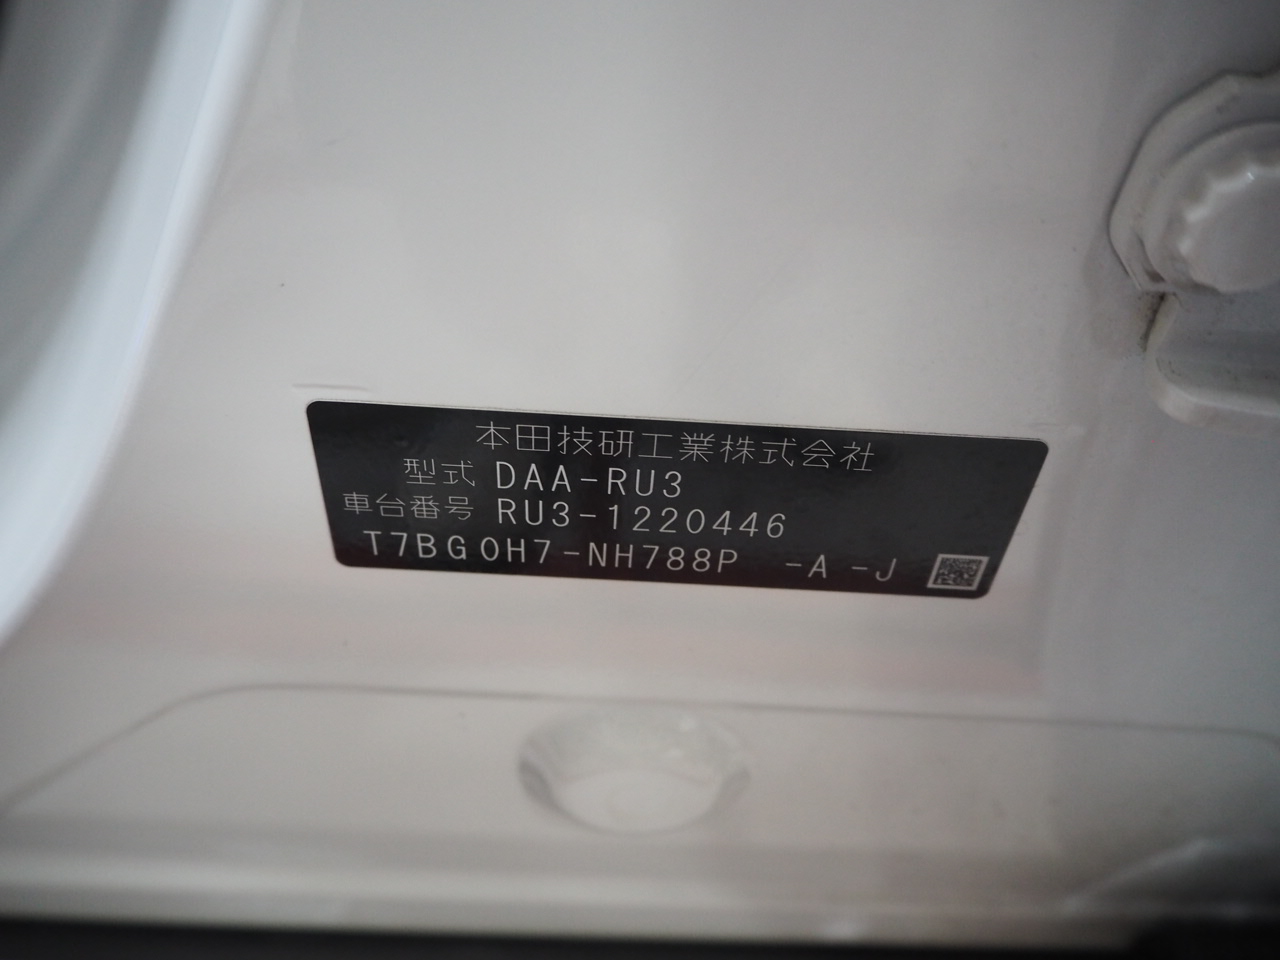 本田技研工業株式会社
型式 DAA-RU3
車台番号 RU3-1220446
T7BG0H7-NH788P -A -J